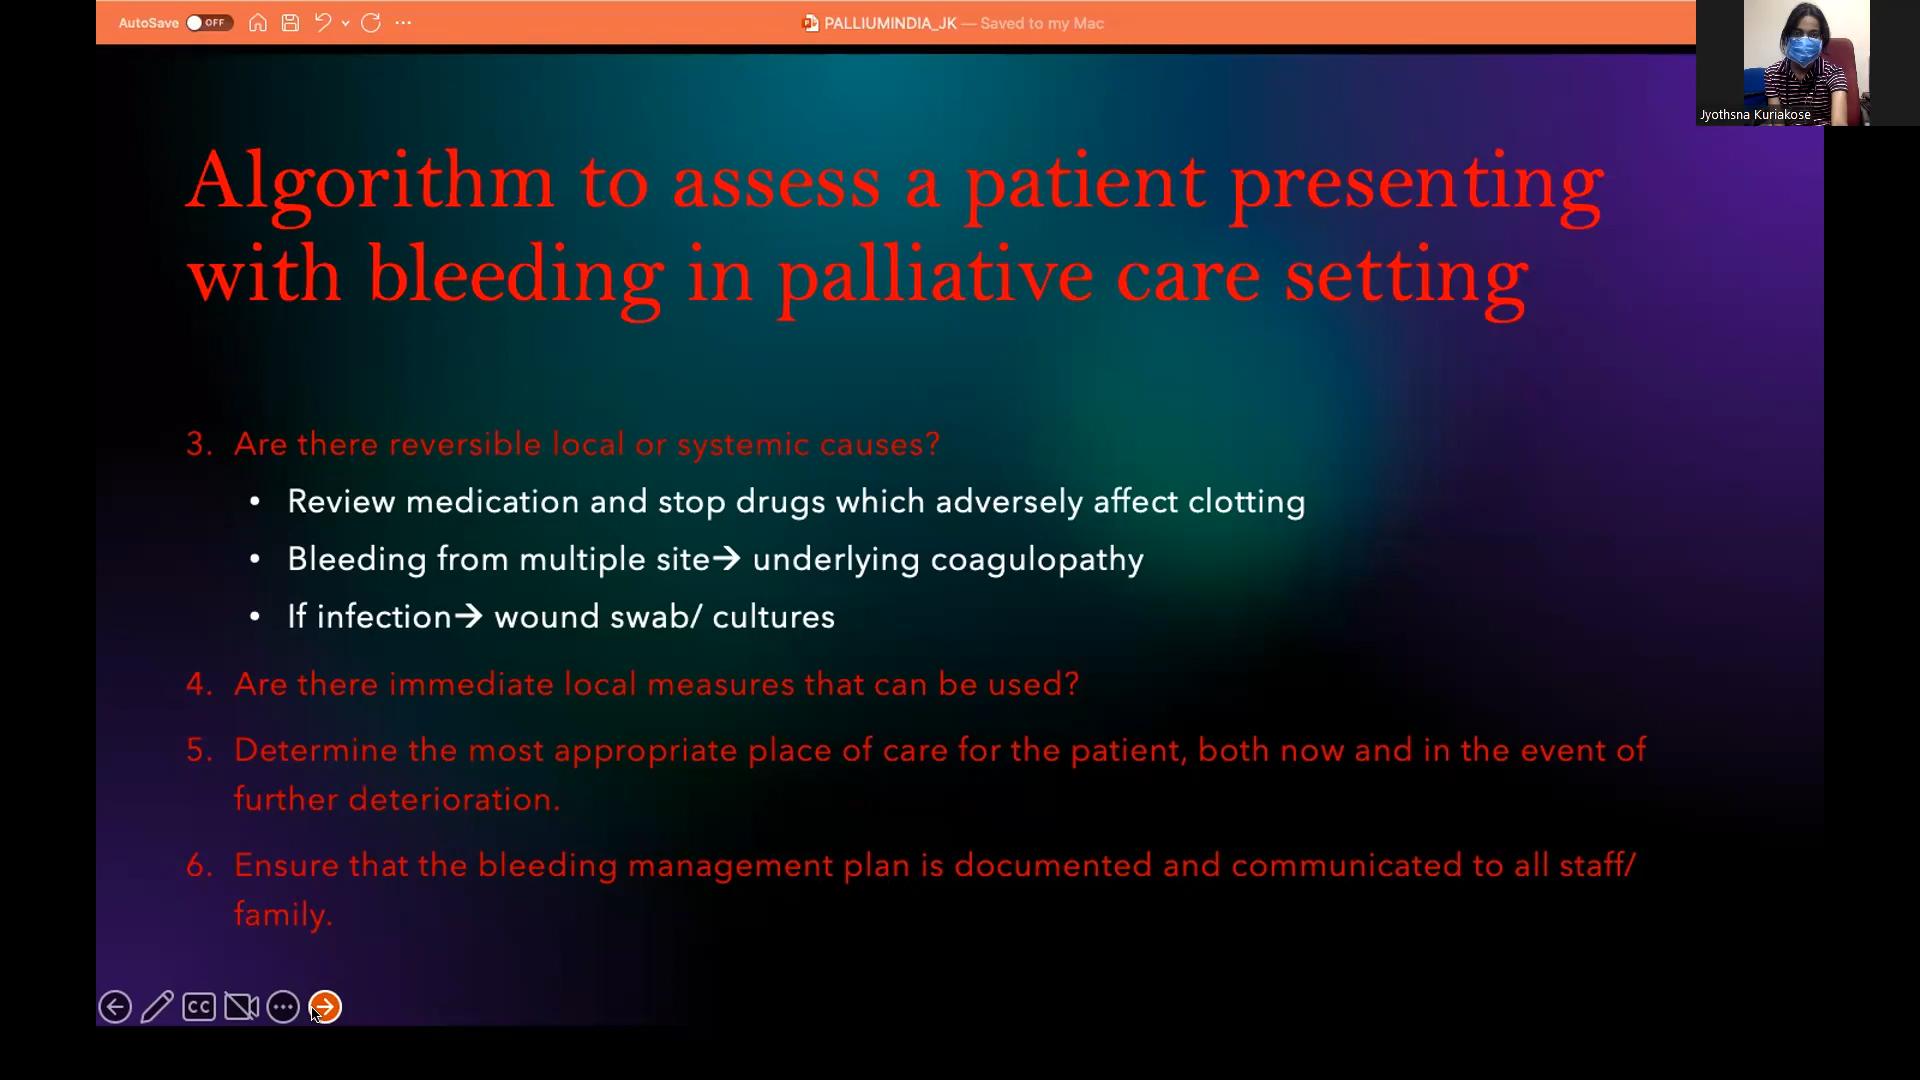 AutoSave OFF
PALLIUMINDIA_JK — Saved to my Mac
Jyothsna Kuriakose
Algorithm to assess a patient presenting
with bleeding in palliative care setting
3. Are there reversible local or systemic causes?
• Review medication and stop drugs which adversely affect clotting
• Bleeding from multiple site→ underlying coagulopathy
• If infection→ wound swab/ cultures
4. Are there immediate local measures that can be used?
5. Determine the most appropriate place of care for the patient, both now and in the event of
further deterioration.
6. Ensure that the bleeding management plan is documented and communicated to all staff/
family.
CC